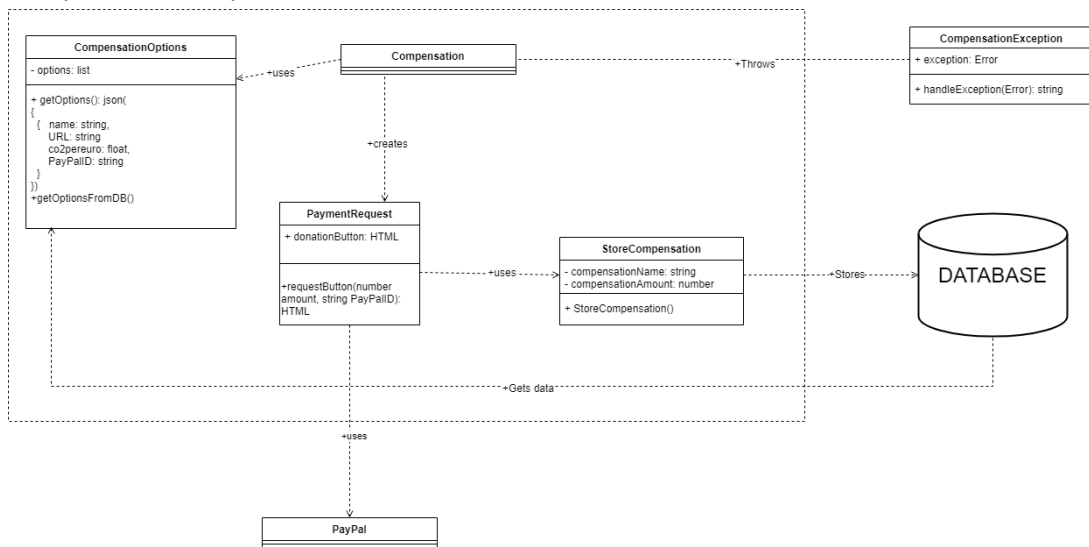 CompensationOptions
- options: list
+ getOptions(): json(
{
{ name: string,
URL: string
co2pereuro: float,
PayPalID: string
}
})
+getOptionsFromDB()
+uses
Compensation
+Throws
CompensationException
+ exception: Error
+ handleException(Error): string
+creates
PaymentRequest
+ donationButton: HTML
+requestButton(number
amount, string PayPalID):
HTML
+uses
StoreCompensation
- compensationName: string
- compensationAmount: number
+ StoreCompensation()
+Stores
DATABASE
+Gets data
+uses
PayPal